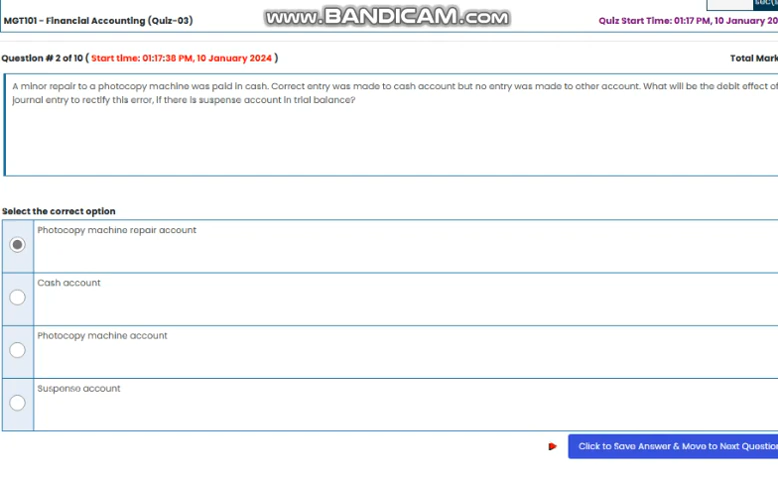 MGT101 - Financial Accounting (Quiz-03)
www.BANDICAM.com
Quiz Start Time: 01:17 PM, 10 January 20
Question # 2 of 10 ( Start time: 01:17:38 PM, 10 January 2024 )
Total Mark
A minor repair to a photocopy machine was paid in cash. Correct entry was made to cash account but no entry was made to other account. What will be the debit effect of
journal entry to rectify this error, if there is suspense account in trial balance?
Select the correct option
Photocopy machine repair account
Cash account
Photocopy machine account
Suspense account
Click to Save Answer & Move to Next Question